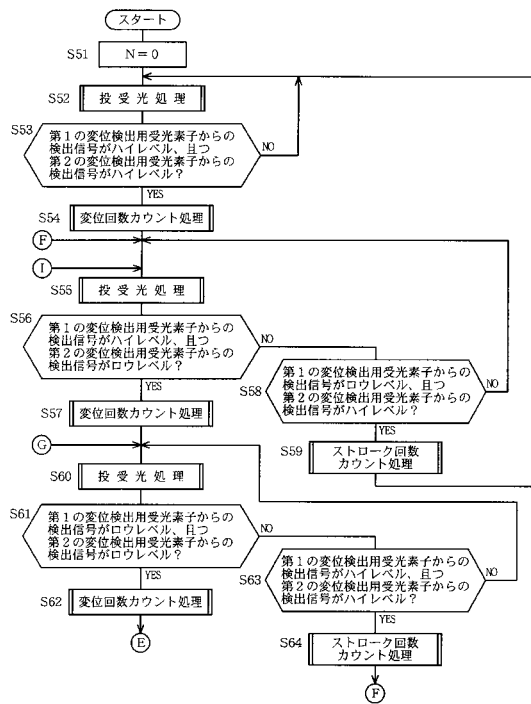 スタート
S51
N=0
S52
投受光処理
S53
第1の変位検出用受光素子からの
検出信号がハイレベル、且つ
第2の変位検出用受光素子からの
検出信号がハイレベル?
NO
YES
S54
変位回数カウント処理
F
I
S55
投受光処理
S56
第1の変位検出用受光素子からの
検出信号がハイレベル、且つ
第2の変位検出用受光素子からの
検出信号がロウレベル?
NO
YES
S58
第1の変位検出用受光素子からの
検出信号がロウレベル、且つ
第2の変位検出用受光素子からの
検出信号がハイレベル?
NO
YES
S57
変位回数カウント処理
S59
ストローク回数
カウント処理
G
S60
投受光処理
S61
第1の変位検出用受光素子からの
検出信号がロウレベル、且つ
第2の変位検出用受光素子からの
検出信号がロウレベル?
NO
YES
S63
第1の変位検出用受光素子からの
検出信号がハイレベル、且つ
第2の変位検出用受光素子からの
検出信号がハイレベル?
NO
YES
S62
変位回数カウント処理
E
S64
ストローク回数
カウント処理
F